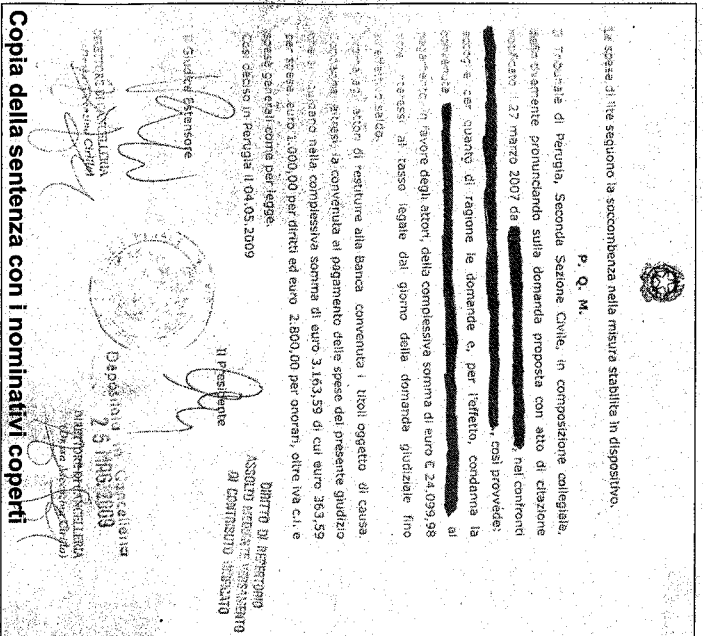 Le spese di lite seguono la soccombenza nella misura stabilita in dispositivo.
P. Q. M.
Il Tribunale di Perugia, Seconda Sezione Civile, in composizione collegiale,
definitivamente pronunciando sulla domanda proposta con atto di citazione
notificato 27 marzo 2007 da , nei confronti
, così provvede:
accoglie per quanto di ragione le domande e, per l'effetto, condanna la
convenuta al
pagamento, in favore degli attori, della complessiva somma di euro € 24.099,98
oltre interessi al tasso legale dal giorno della domanda giudiziale fino
all'effettivo saldo.
ordina agli attori di restituire alla Banca convenuta i titoli oggetto di causa.
Condanna altresì la convenuta al pagamento delle spese del presente giudizio
che si liquidano nella complessiva somma di euro 3.163,59 di cui euro 363,59
per spese, euro 1.000,00 per diritti ed euro 2.800,00 per onorari, oltre iva c.i. e
spese generali come per legge.
Così deciso in Perugia il 04.05.2009
Il Giudice Estensore
Il Presidente
DIRITTO DI REPERTORIO
ASSOLTO MEDIANTE VERSAMENTO
DI CONTRIBUTO UNIFICATO
DIRETTORE DI CANCELLERIA
Depositata in Cancelleria
2009
DIRETTORE DI CANCELLERIA
Copia della sentenza con i nominativi coperti